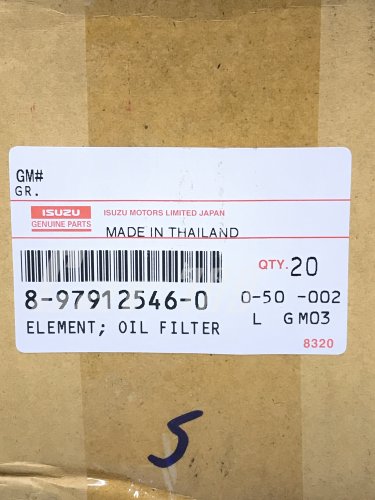 GM#
GR.
ISUZU
GENUINE PARTS
ISUZU MOTORS LIMITED JAPAN
MADE IN THAILAND
QTY. 20
8-97912546-0
0-50 -002
ELEMENT; OIL FILTER
L G M03
8320
5